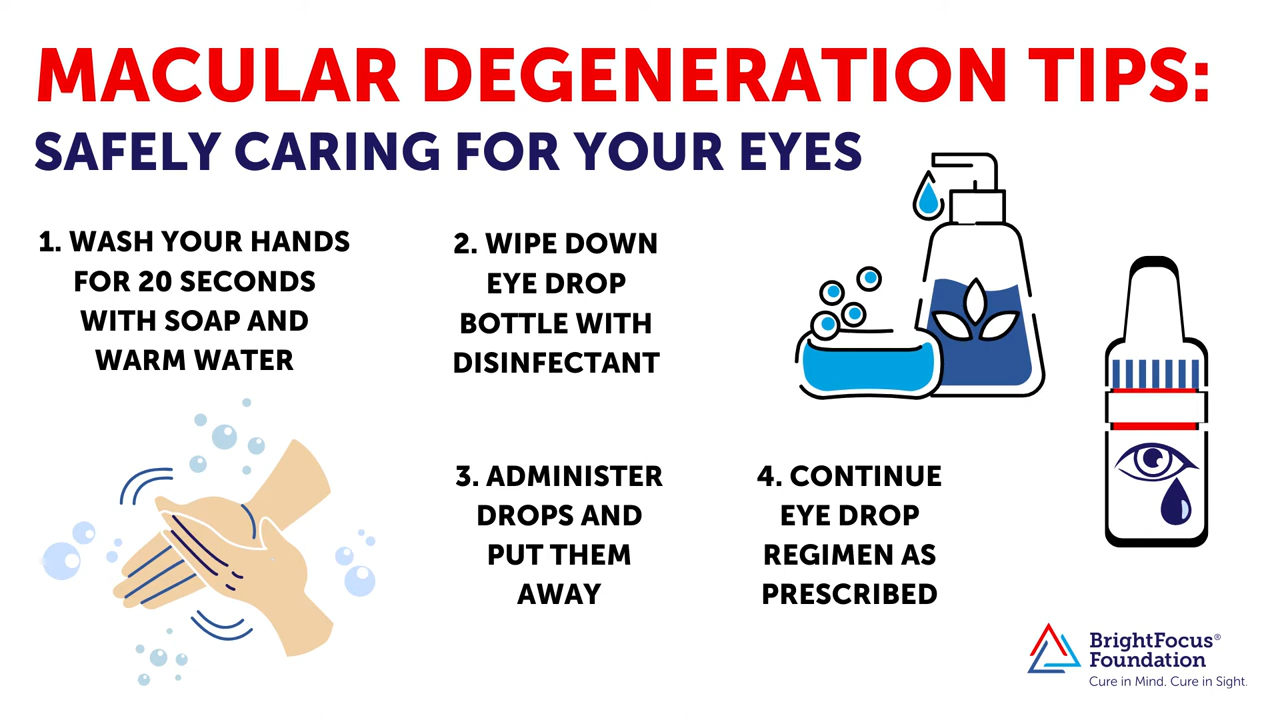 MACULAR DEGENERATION TIPS:
SAFELY CARING FOR YOUR EYES
1. WASH YOUR HANDS
FOR 20 SECONDS
WITH SOAP AND
WARM WATER
2. WIPE DOWN
EYE DROP
BOTTLE WITH
DISINFECTANT
3. ADMINISTER
DROPS AND
PUT THEM
AWAY
4. CONTINUE
EYE DROP
REGIMEN AS
PRESCRIBED
BrightFocus®
Foundation
Cure in Mind. Cure in Sight.